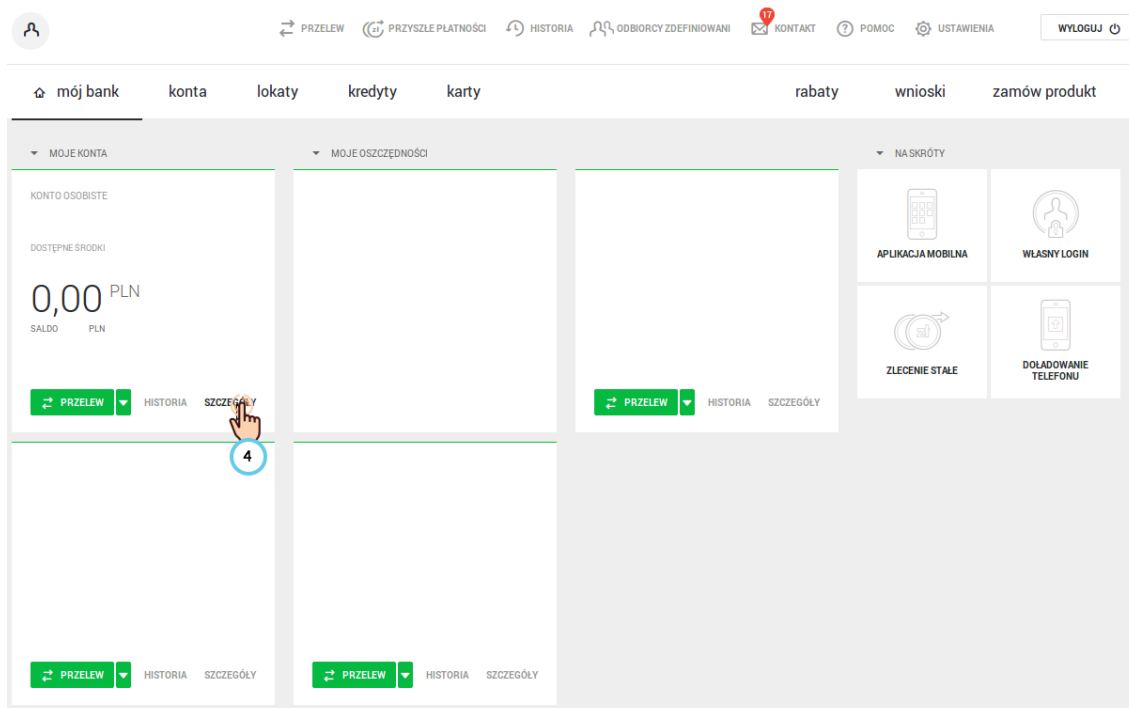 PRZELEW
PRZYSZŁE PŁATNOŚCI
HISTORIA
ODBIORCY ZDEFINIOWANI
17
KONTAKT
POMOC
USTAWIENIA
WYLOGUJ
mój bank
konta
lokaty
kredyty
karty
rabaty
wnioski
zamów produkt
MOJE KONTA
MOJE OSZCZĘDNOŚCI
NA SKRÓTY
KONTO OSOBISTE
DOSTĘPNE ŚRODKI
0,00 PLN
SALDO PLN
PRZELEW
HISTORIA
SZCZEGÓŁY
4
PRZELEW
HISTORIA
SZCZEGÓŁY
APLIKACJA MOBILNA
WŁASNY LOGIN
zł
ZLECENIE STAŁE
DOŁADOWANIE
TELEFONU
PRZELEW
HISTORIA
SZCZEGÓŁY
PRZELEW
HISTORIA
SZCZEGÓŁY